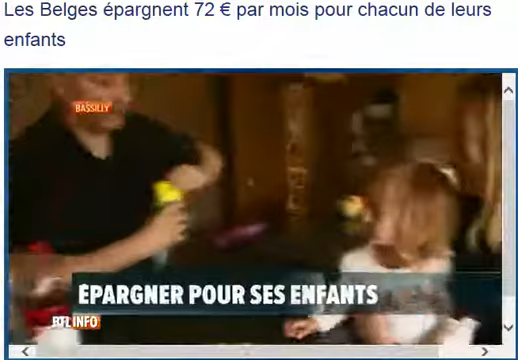 Les Belges épargnent 72 € par mois pour chacun de leurs
enfants
BASSILLY
ÉPARGNER POUR SES ENFANTS
RTL INFO